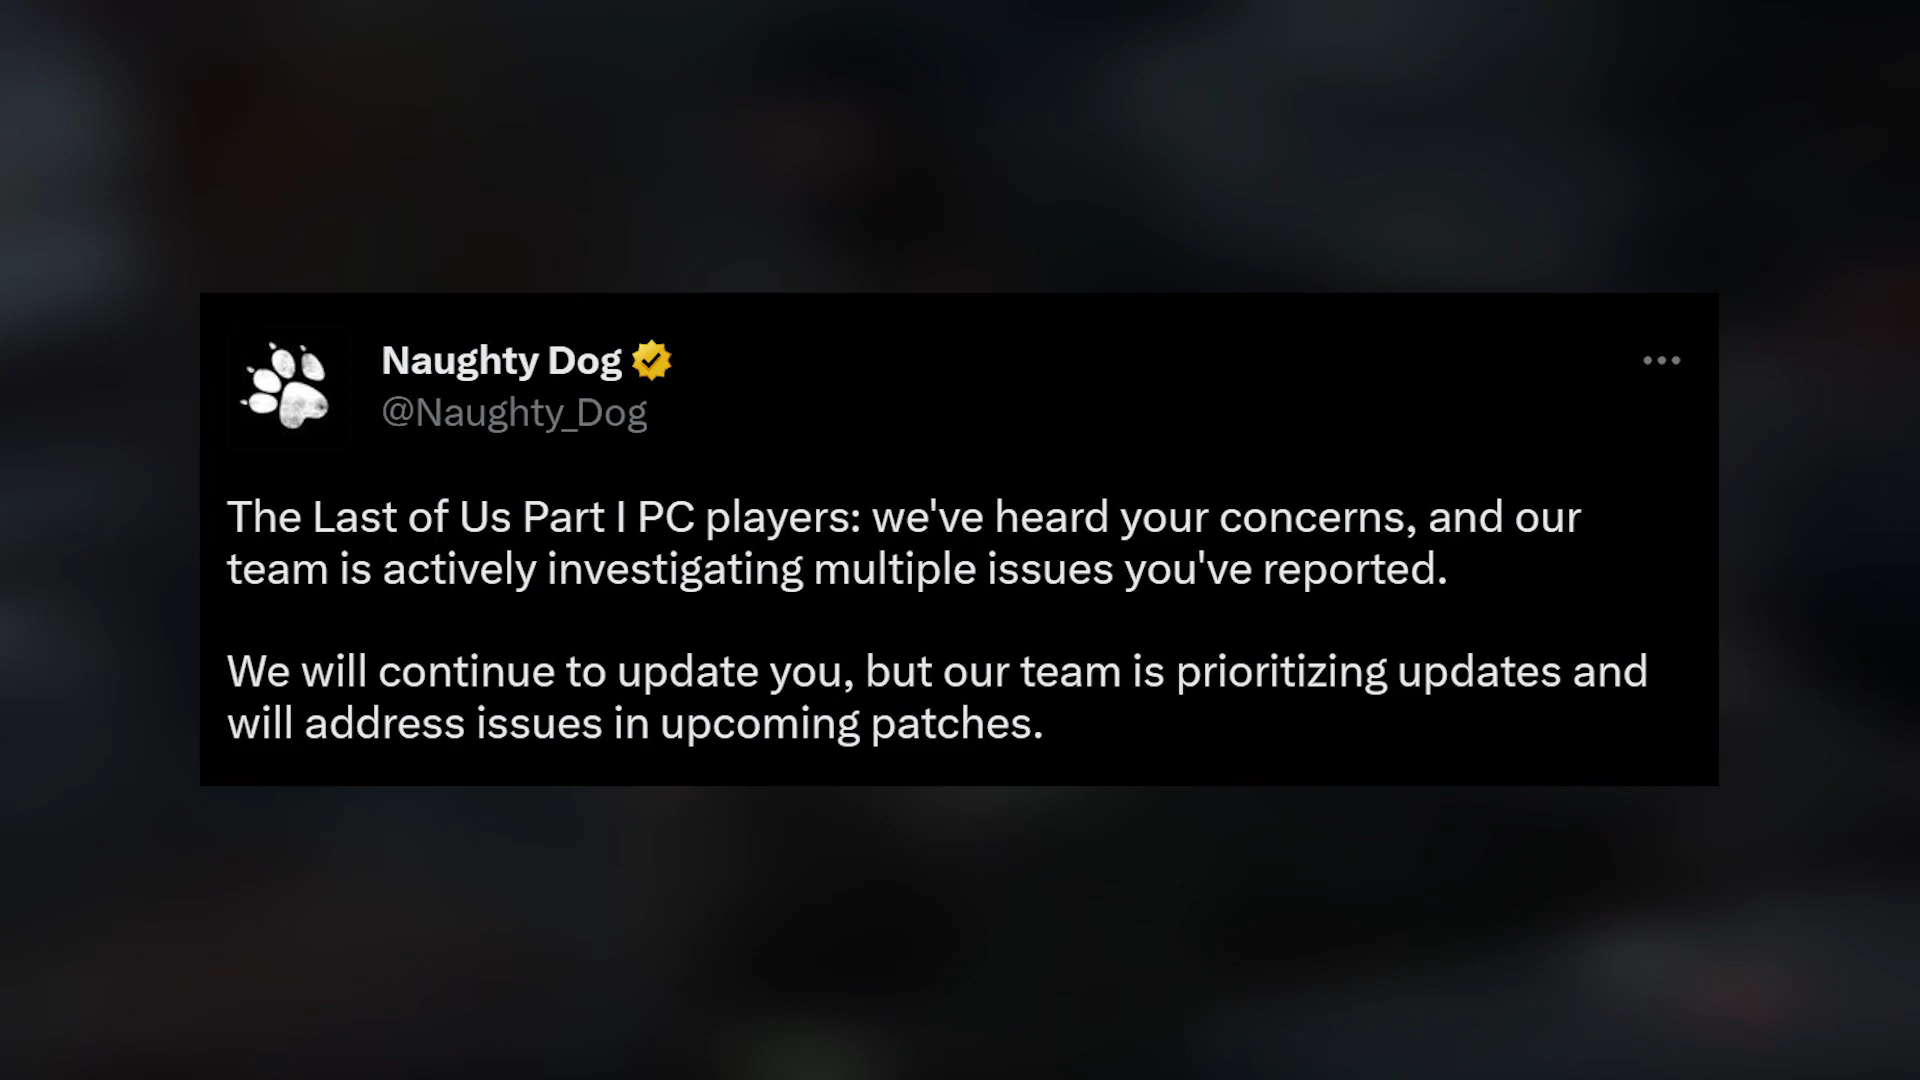 Naughty Dog
@Naughty_Dog
The Last of Us Part I PC players: we've heard your concerns, and our
team is actively investigating multiple issues you've reported.
We will continue to update you, but our team is prioritizing updates and
will address issues in upcoming patches.